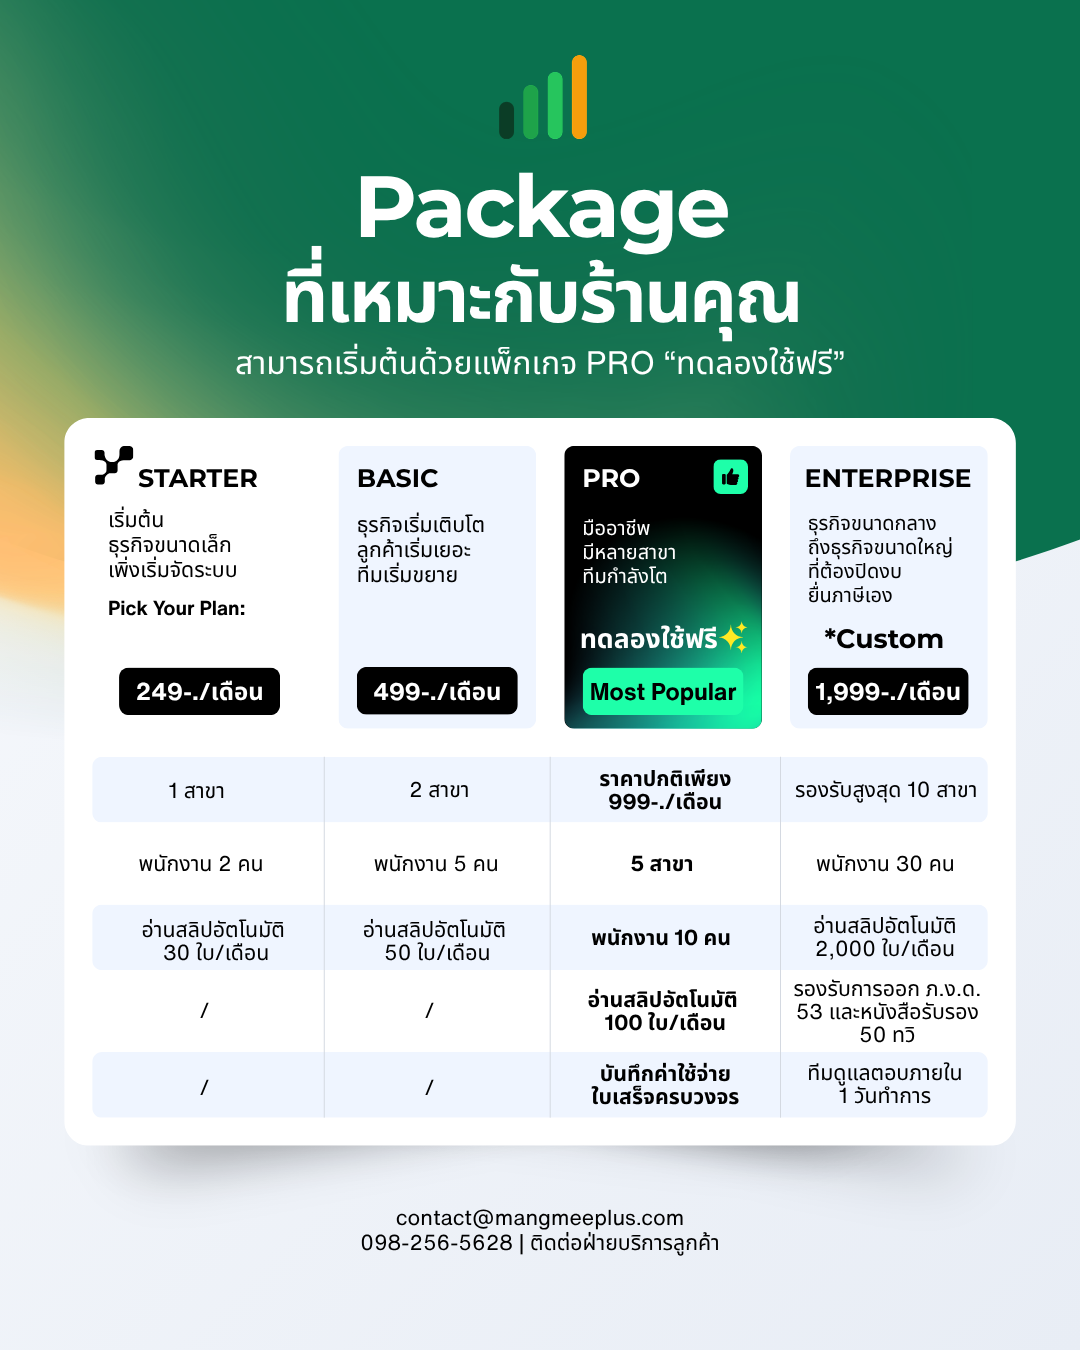 Package
ที่เหมาะกับร้านคุณ
สามารถเริ่มต้นด้วยแพ็กเกจ PRO “ทดลองใช้ฟรี”
STARTER
เริ่มต้น
ธุรกิจขนาดเล็ก
เพิ่งเริ่มจัดระบบ
Pick Your Plan:
249-./เดือน
BASIC
ธุรกิจเริ่มเติบโต
ลูกค้าเริ่มเยอะ
ทีมเริ่มขยาย
499-./เดือน
PRO
มืออาชีพ
มีหลายสาขา
ทีมกำลังโต
ทดลองใช้ฟรี
Most Popular
ENTERPRISE
ธุรกิจขนาดกลาง
ถึงธุรกิจขนาดใหญ่
ที่ต้องปิดงบ
ยื่นภาษีเอง
*Custom
1,999-./เดือน
1 สาขา
2 สาขา
ราคาปกติเพียง
999-./เดือน
รองรับสูงสุด 10 สาขา
พนักงาน 2 คน
พนักงาน 5 คน
5 สาขา
พนักงาน 30 คน
อ่านสลิปอัตโนมัติ
30 ใบ/เดือน
อ่านสลิปอัตโนมัติ
50 ใบ/เดือน
พนักงาน 10 คน
อ่านสลิปอัตโนมัติ
2,000 ใบ/เดือน
/
/
อ่านสลิปอัตโนมัติ
100 ใบ/เดือน
รองรับการออก ภ.ง.ด.
53 และหนังสือรับรอง
50 ทวิ
/
/
บันทึกค่าใช้จ่าย
ใบเสร็จครบวงจร
ทีมดูแลตอบภายใน
1 วันทำการ
contact@mangmeeplus.com
098-256-5628 | ติดต่อฝ่ายบริการลูกค้า